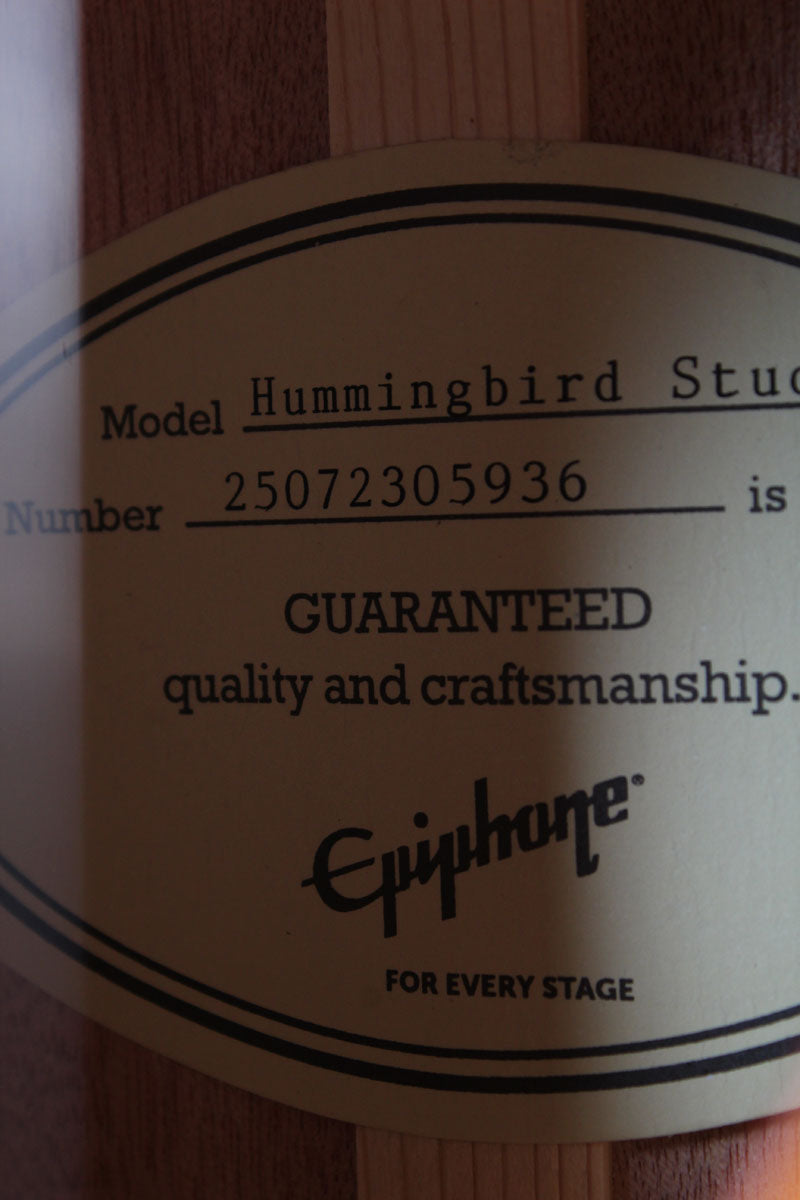 Model Hummingbird Stud
Number 25072305936 is
GUARANTEED
quality and craftsmanship.
Epiphone®
FOR EVERY STAGE